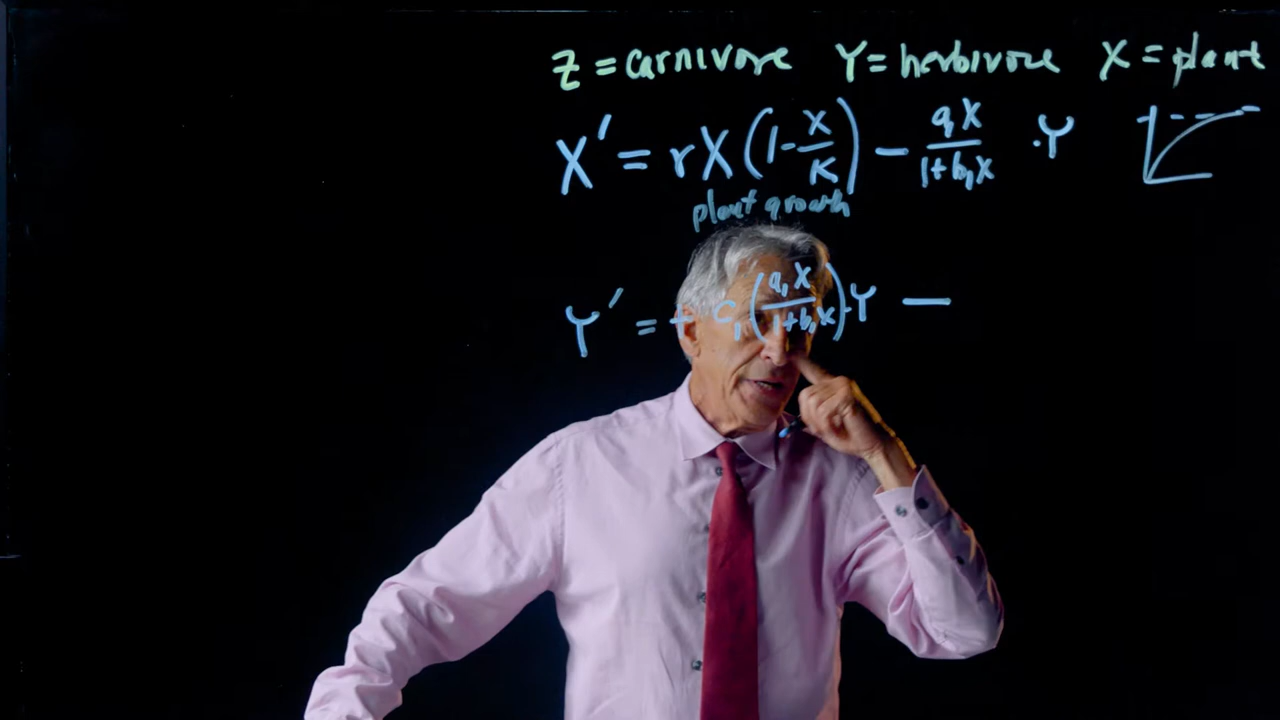 Z = carnivore Y = herbivore X = plant
X' = rX(1 - X/K) - a₁X/(1+b₁X) · Y
plant growth
Y' = + c₁(a₁X/(1+b₁X)) · Y -